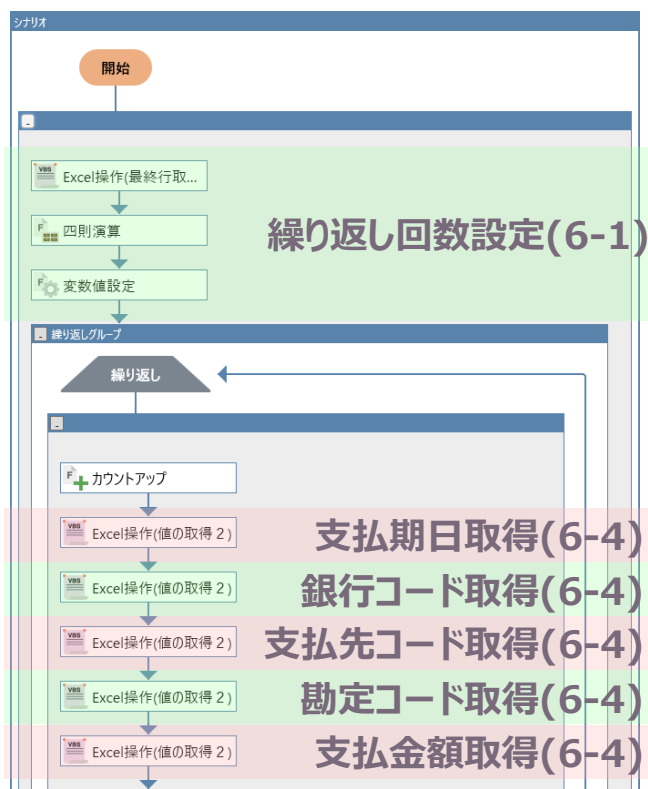 シナリオ
開始
Excel操作(最終行取...
四則演算
繰り返し回数設定(6-1)
変数値設定
繰り返しグループ
繰り返し
カウントアップ
Excel操作(値の取得２) 支払期日取得(6-4)
Excel操作(値の取得２) 銀行コード取得(6-4)
Excel操作(値の取得２) 支払先コード取得(6-4)
Excel操作(値の取得２) 勘定コード取得(6-4)
Excel操作(値の取得２) 支払金額取得(6-4)